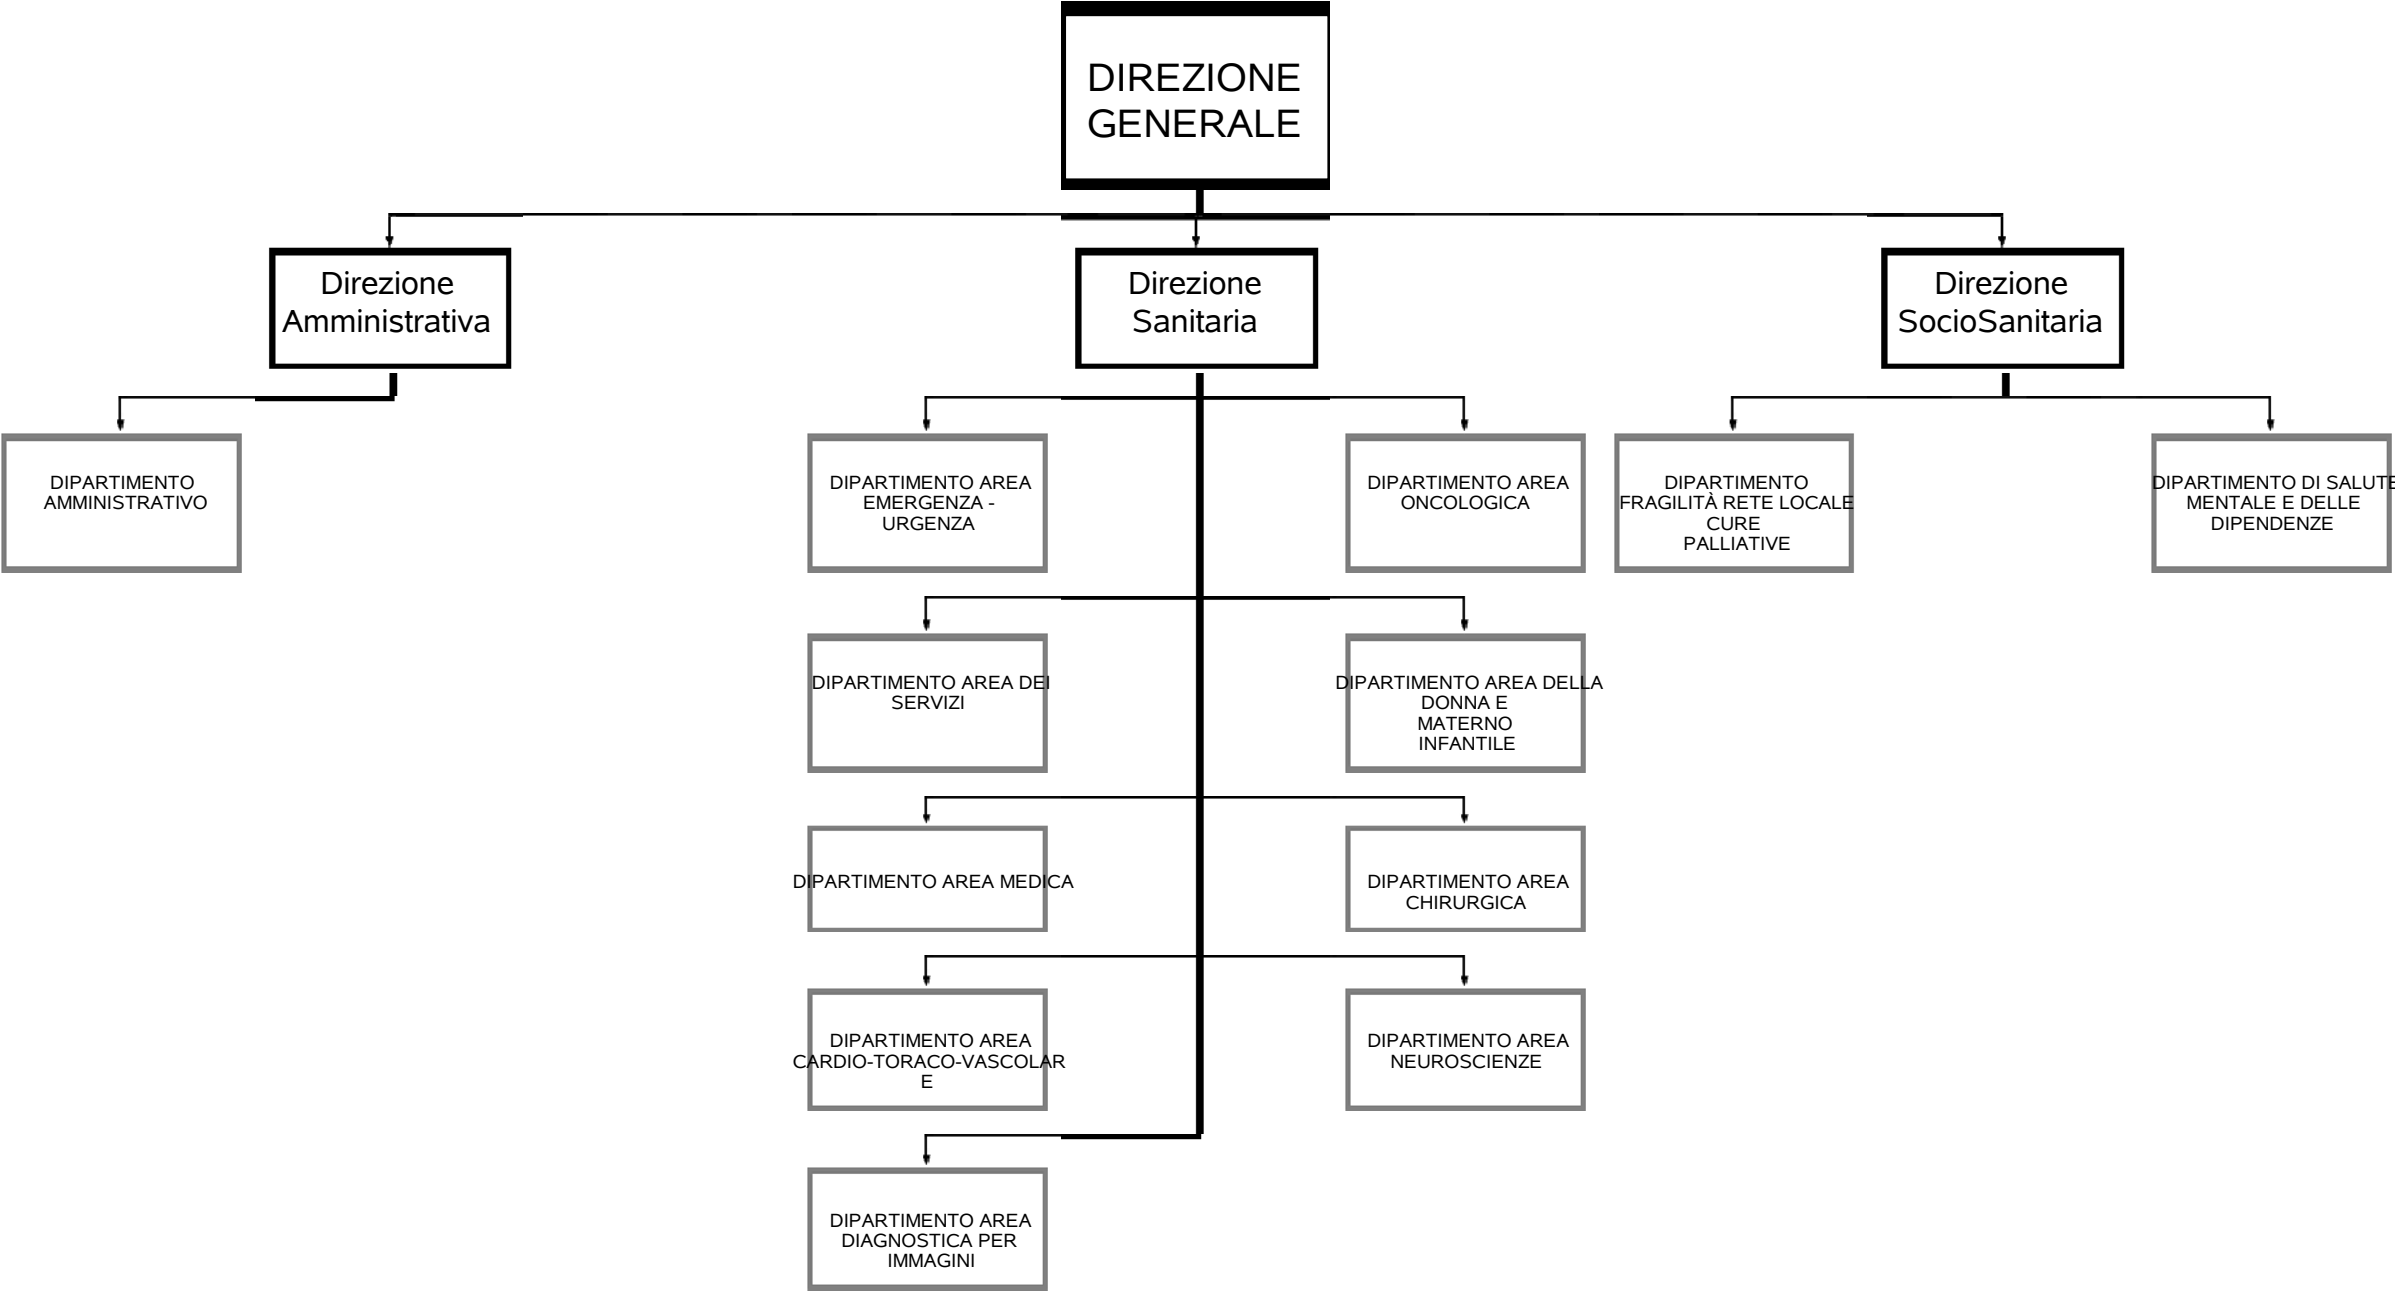 DIREZIONE
GENERALE
Direzione
Amministrativa
Direzione
Sanitaria
Direzione
SocioSanitaria
DIPARTIMENTO
AMMINISTRATIVO
DIPARTIMENTO AREA
EMERGENZA -
URGENZA
DIPARTIMENTO AREA
ONCOLOGICA
DIPARTIMENTO
FRAGILITÀ RETE LOCALE
CURE
PALLIATIVE
DIPARTIMENTO DI SALUTE
MENTALE E DELLE
DIPENDENZE
DIPARTIMENTO AREA DEI
SERVIZI
DIPARTIMENTO AREA DELLA
DONNA E
MATERNO
INFANTILE
DIPARTIMENTO AREA MEDICA
DIPARTIMENTO AREA
CHIRURGICA
DIPARTIMENTO AREA
CARDIO-TORACO-VASCOLAR
E
DIPARTIMENTO AREA
NEUROSCIENZE
DIPARTIMENTO AREA
DIAGNOSTICA PER
IMMAGINI